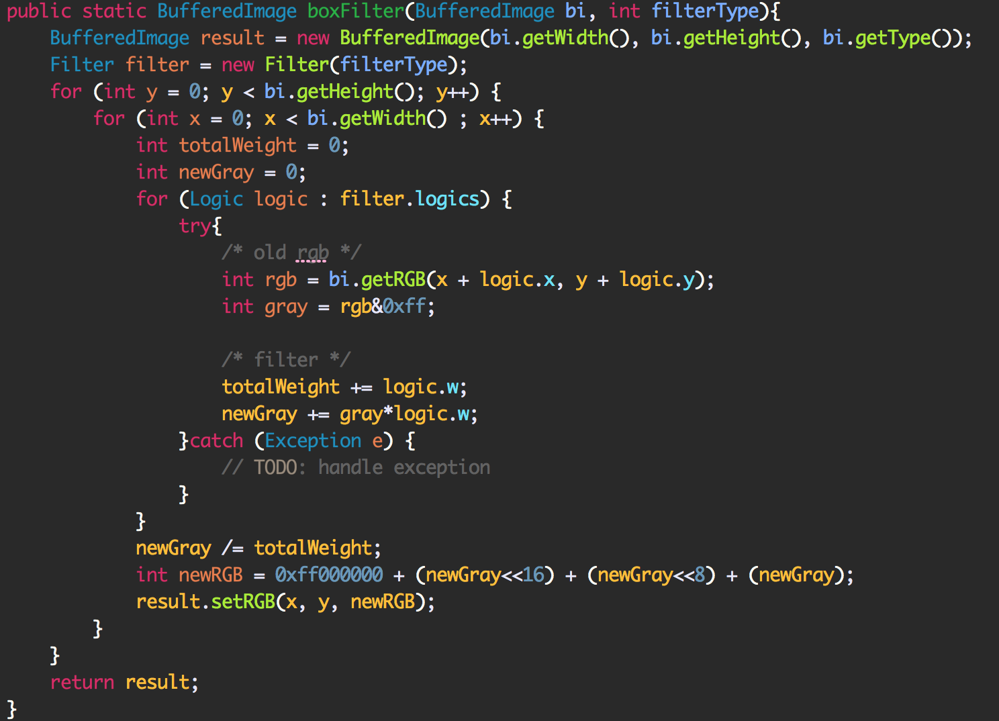 public static BufferedImage boxFilter(BufferedImage bi, int filterType){
    BufferedImage result = new BufferedImage(bi.getWidth(), bi.getHeight(), bi.getType());
    Filter filter = new Filter(filterType);
    for (int y = 0; y < bi.getHeight(); y++) {
        for (int x = 0; x < bi.getWidth() ; x++) {
            int totalWeight = 0;
            int newGray = 0;
            for (Logic logic : filter.logics) {
                try{
                    /* old rgb */
                    int rgb = bi.getRGB(x + logic.x, y + logic.y);
                    int gray = rgb&0xff;

                    /* filter */
                    totalWeight += logic.w;
                    newGray += gray*logic.w;
                }catch (Exception e) {
                    // TODO: handle exception
                }
            }
            newGray /= totalWeight;
            int newRGB = 0xff000000 + (newGray<<16) + (newGray<<8) + (newGray);
            result.setRGB(x, y, newRGB);
        }
    }
    return result;
}